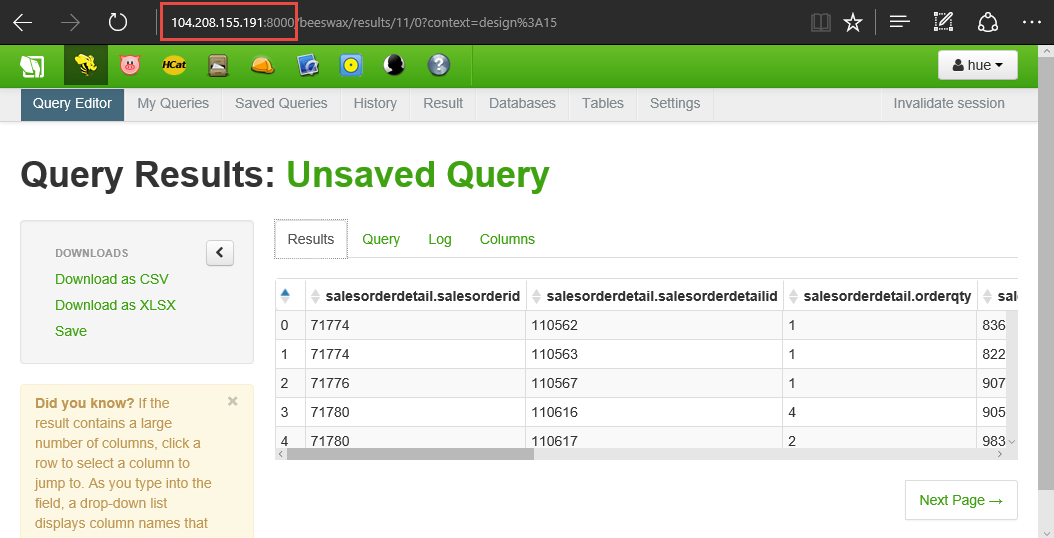 104.208.155.191:8000/beeswax/results/11/0?context=design%3A15
HCat
?
hue
Query Editor My Queries Saved Queries History Result Databases Tables Settings Invalidate session
Query Results: Unsaved Query
DOWNLOADS
Download as CSV
Download as XLSX
Save
Did you know? If the
result contains a large
number of columns, click a
row to select a column to
jump to. As you type into the
field, a drop-down list
displays column names that
Results Query Log Columns
salesorderdetail.salesorderid salesorderdetail.salesorderdetailid salesorderdetail.orderqty
0 71774 110562 1 836
1 71774 110563 1 822
2 71776 110567 1 907
3 71780 110616 4 905
4 71780 110617 2 983
Next Page →